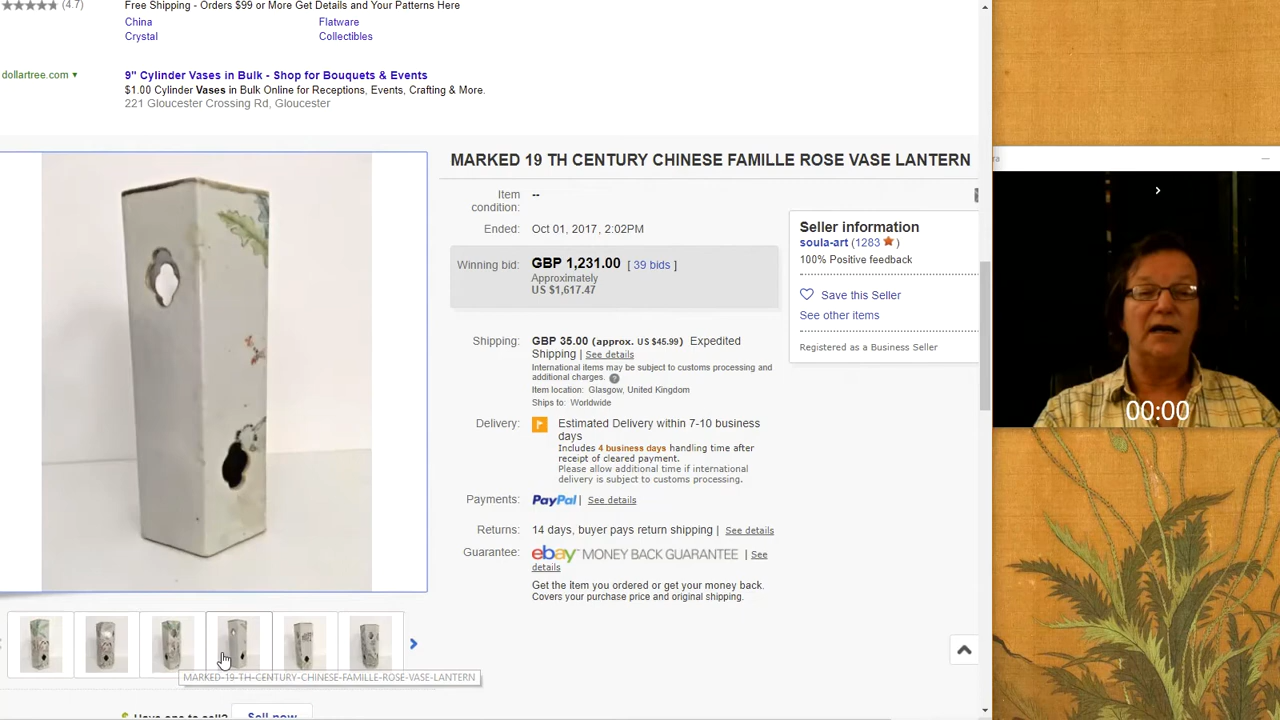 (4.7)
Free Shipping - Orders $99 or More Get Details and Your Patterns Here
China
Flatware
Crystal
Collectibles
dollartree.com ▾
9" Cylinder Vases in Bulk - Shop for Bouquets & Events
$1.00 Cylinder Vases in Bulk Online for Receptions, Events, Crafting & More.
221 Gloucester Crossing Rd, Gloucester
MARKED 19 TH CENTURY CHINESE FAMILLE ROSE VASE LANTERN
Item condition: --
Ended: Oct 01, 2017, 2:02PM
Winning bid: GBP 1,231.00 [ 39 bids ]
Approximately
US $1,617.47
Shipping: GBP 35.00 (approx. US $45.99) Expedited
Shipping | See details
International items may be subject to customs processing and
additional charges. ?
Item location: Glasgow, United Kingdom
Ships to: Worldwide
Delivery: Estimated Delivery within 7-10 business
days
Includes 4 business days handling time after
receipt of cleared payment.
Please allow additional time if international
delivery is subject to customs processing.
Payments: PayPal | See details
Returns: 14 days, buyer pays return shipping | See details
Guarantee: ebay MONEY BACK GUARANTEE | See
details
Get the item you ordered or get your money back.
Covers your purchase price and original shipping.
Seller information
soula-art (1283 )
100% Positive feedback
Save this Seller
See other items
Registered as a Business Seller
MARKED-19-TH-CENTURY-CHINESE-FAMILLE-ROSE-VASE-LANTERN
Have one to sell? Sell now
ra
00:00